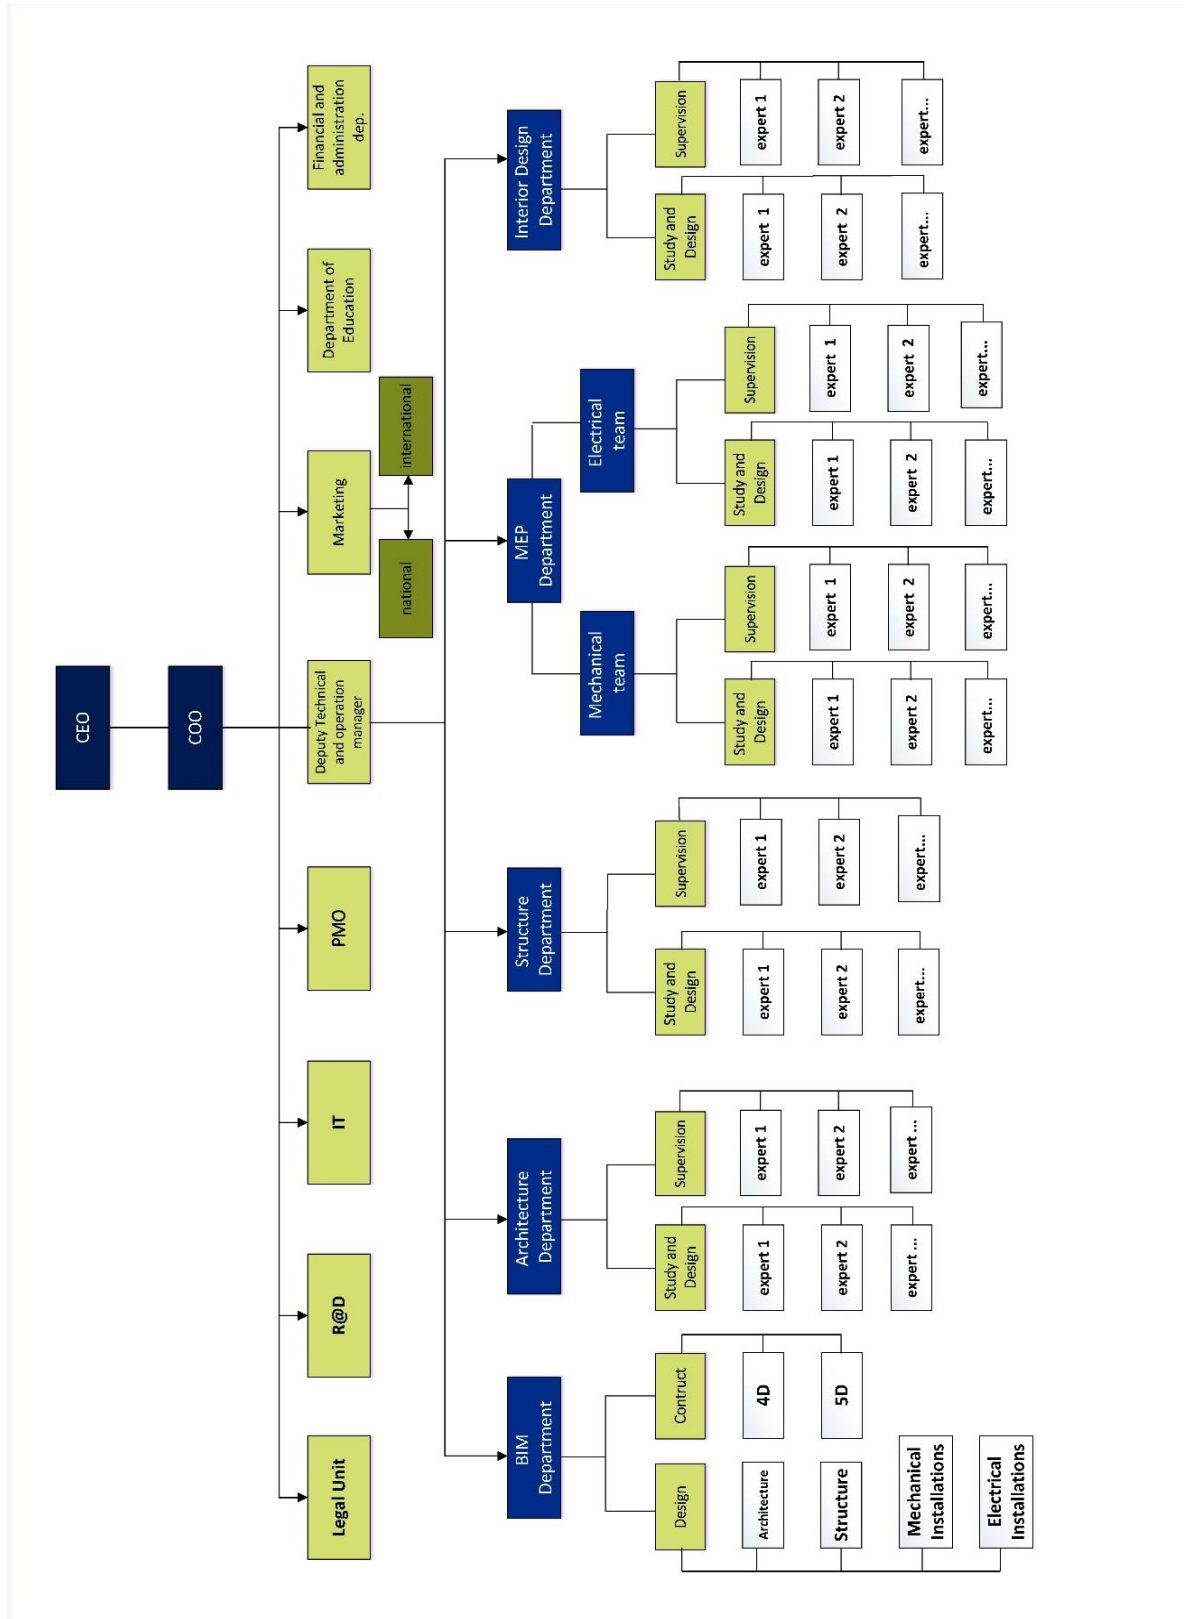 CEO
COO
Legal Unit
R@D
IT
PMO
Deputy Technical
and operation
manager
Marketing
Department of
Education
Financial and
administration
dep.
national
international
BIM
Department
Architecture
Department
Structure
Department
MEP
Department
Interior Design
Department
Mechanical
team
Electrical
team
Design
Construct
Architecture
4D
Structure
5D
Mechanical
Installations
Electrical
Installations
Study and
Design
Supervision
expert 1
expert 1
expert 2
expert 2
expert ...
expert ...
Study and
Design
Supervision
expert 1
expert 1
expert 2
expert 2
expert...
expert...
Study and
Design
Supervision
expert 1
expert 1
expert 2
expert 2
expert...
expert...
Study and
Design
Supervision
expert 1
expert 1
expert 2
expert 2
expert...
expert...
Study and
Design
Supervision
expert 1
expert 1
expert 2
expert 2
expert...
expert...